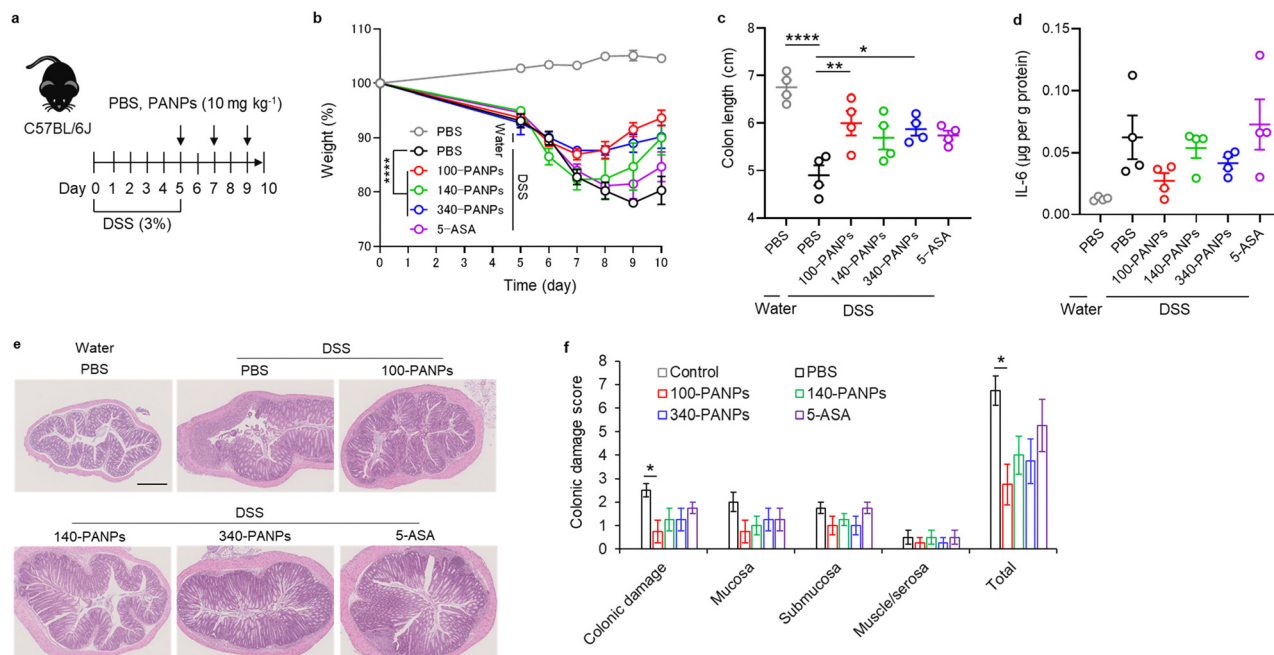 a
PBS, PANPs (10 mg kg⁻¹)
C57BL/6J
Day
0 1 2 3 4 5 6 7 8 9 10
DSS (3%)
b
Weight (%)
110
100
90
80
70
0 1 2 3 4 5 6 7 8 9 10
Time (day)
PBS
PBS
100-PANPs
140-PANPs
340-PANPs
5-ASA
Water
DSS
****
c
Colon length (cm)
8
7
6
5
4
****
*
**
PBS
PBS
100-PANPs
140-PANPs
340-PANPs
5-ASA
Water
DSS
d
IL-6 (µg per g protein)
0.15
0.10
0.05
0.00
PBS
PBS
100-PANPs
140-PANPs
340-PANPs
5-ASA
Water
DSS
e
Water
DSS
PBS
PBS
100-PANPs
DSS
140-PANPs
340-PANPs
5-ASA
f
Colonic damage score
8
7
6
5
4
3
2
1
0
Control
PBS
100-PANPs
140-PANPs
340-PANPs
5-ASA
*
*
Colonic damage
Mucosa
Submucosa
Muscle/serosa
Total